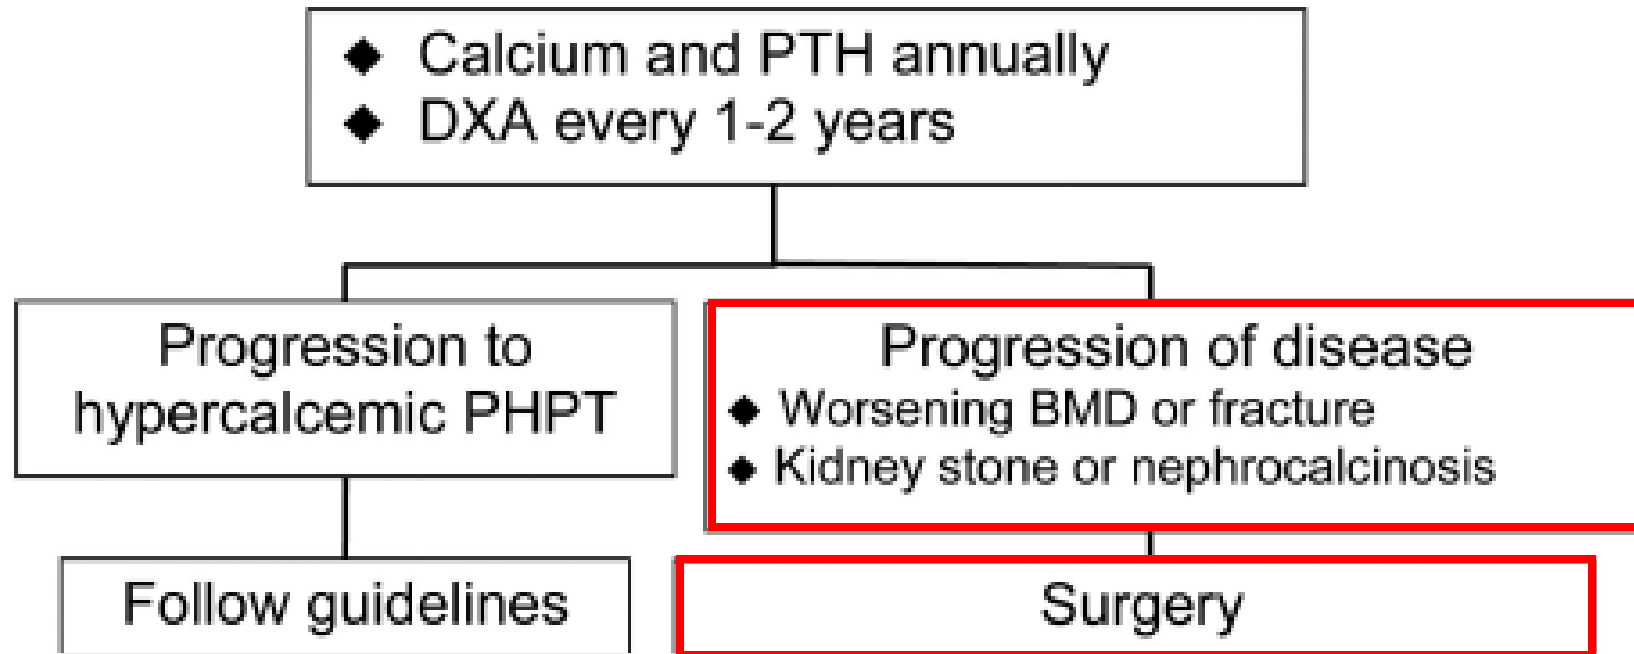 ◆ Calcium and PTH annually
◆ DXA every 1-2 years
Progression to
hypercalcemic PHPT
Progression of disease
◆ Worsening BMD or fracture
◆ Kidney stone or nephrocalcinosis
Follow guidelines
Surgery